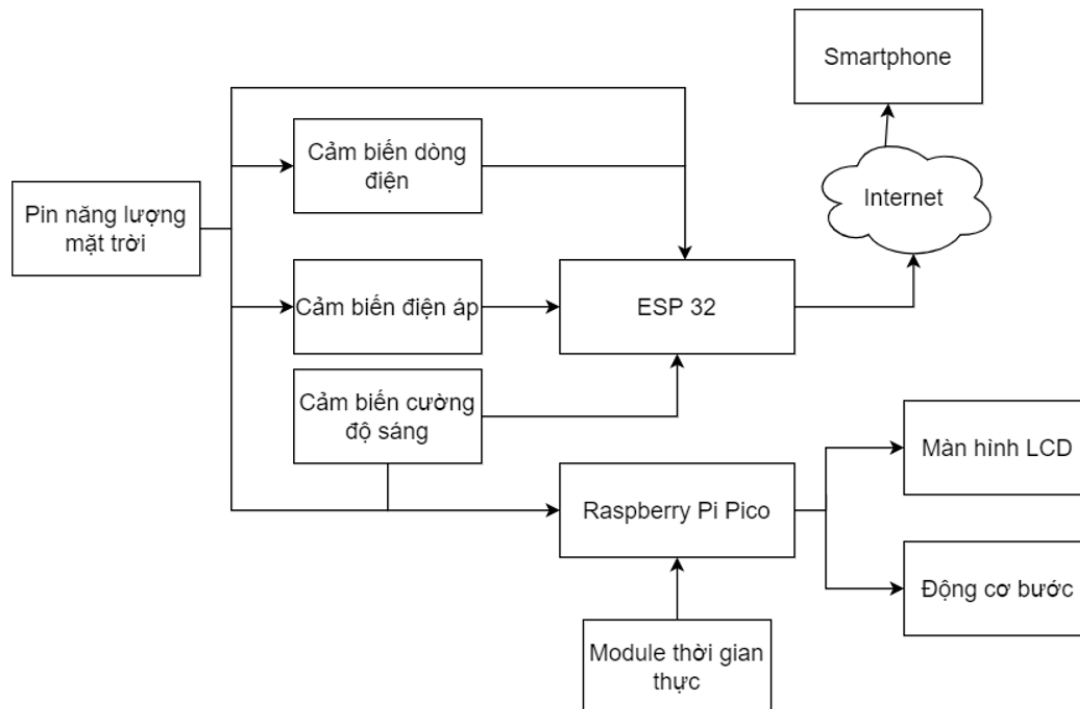 Smartphone
Cảm biến dòng
điện
Pin năng lượng
mặt trời
Internet
Cảm biến điện áp
ESP 32
Cảm biến cường
độ sáng
Màn hình LCD
Raspberry Pi Pico
Động cơ bước
Module thời gian
thực